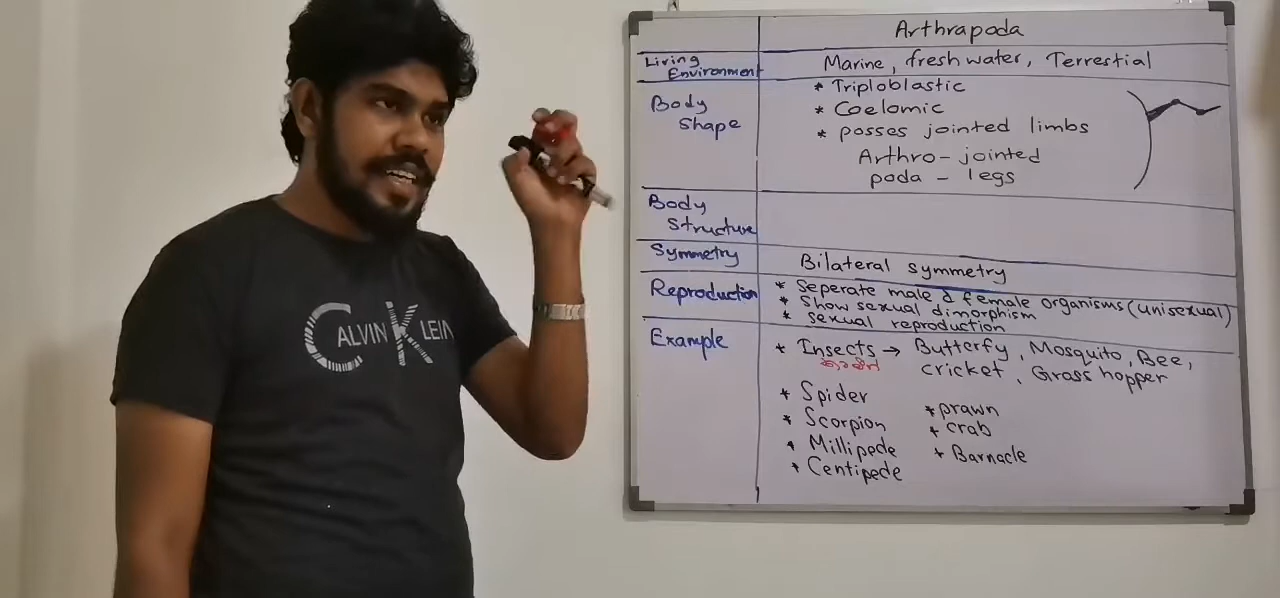 CALVIN KLEIN
Arthrapoda
Living Environment
Marine, fresh water, Terrestial
Body Shape
* Triploblastic
* Coelomic
* posses jointed limbs
Arthro - jointed
poda - legs
Body Structure
Symmetry
Bilateral symmetry
Reproduction
* Seperate male & female organisms (unisexual)
* Show sexual dimorphism
* sexual reproduction
Example
* Insects → Butterfy, Mosquito, Bee,
cricket, Grass hopper
* Spider
* Scorpion
* Millipede
* Centipede
* prawn
* crab
* Barnacle